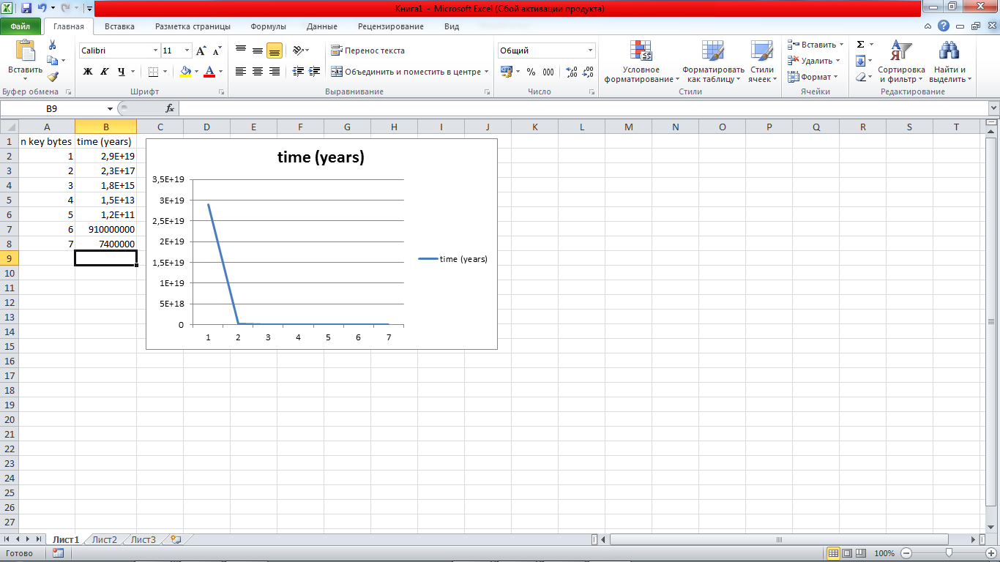 Книга1 - Microsoft Excel (Сбой активации продукта)
Файл Главная Вставка Разметка страницы Формулы Данные Рецензирование Вид
Вставить
Буфер обмена
Calibri 11
Ж К Ч А
Шрифт
Перенос текста
Объединить и поместить в центре
Выравнивание
Общий
% 000
Число
Условное форматирование
Форматировать как таблицу
Стили ячеек
Стили
Вставить
Удалить
Формат
Ячейки
Σ
Сортировка и фильтр
Найти и выделить
Редактирование
B9 fx
A B C D E F G H I J K L M N O P Q R S T
1 n key bytes time (years)
2 1 2,9E+19
3 2 2,3E+17
4 3 1,8E+15
5 4 1,5E+13
6 5 1,2E+11
7 6 910000000
8 7 7400000
9
10
11
12
13
14
15
16
17
18
19
20
21
22
23
24
25
26
27
time (years)
3,5E+19
3E+19
2,5E+19
2E+19
1,5E+19
1E+19
5E+18
0
1 2 3 4 5 6 7
time (years)
Лист1 Лист2 Лист3
Готово 100%